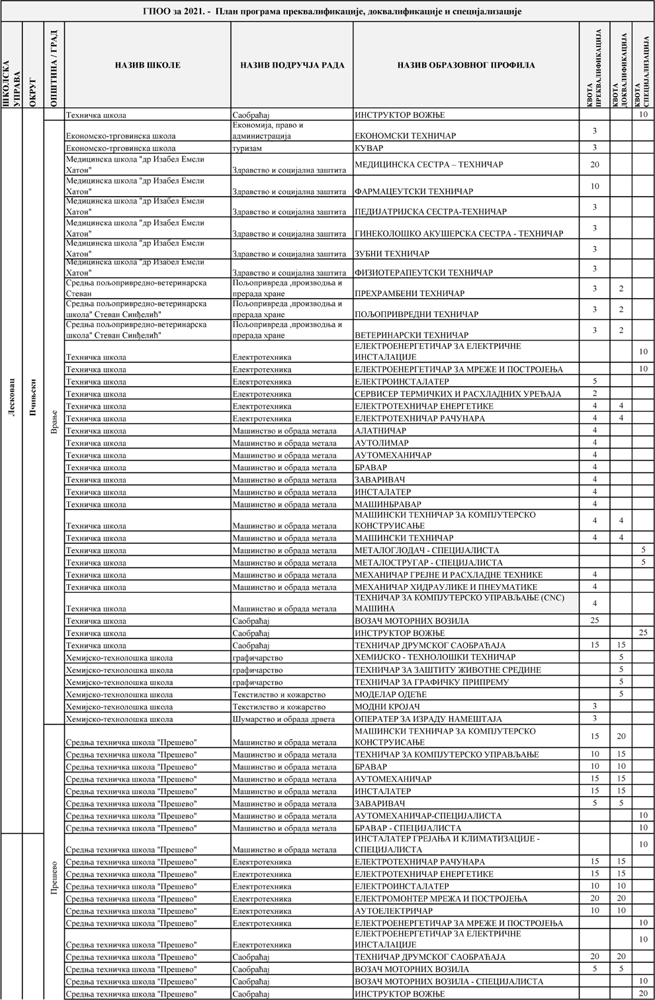 ГПОО за 2021. - План програма преквалификације, доквалификације и специјализације
ШКОЛСКА УПРАВА
ОКРУГ
ОПШТИНА / ГРАД
НАЗИВ ШКОЛЕ
НАЗИВ ПОДРУЧЈА РАДА
НАЗИВ ОБРАЗОВНОГ ПРОФИЛА
КВОТА ПРЕКВАЛИФИКАЦИЈА
КВОТА ДОКВАЛИФИКАЦИЈА
КВОТА СПЕЦИЈАЛИЗАЦИЈА
Лесковац
Пчињски
Техничка школа Саобраћај ИНСТРУКТОР ВОЖЊЕ 10
Врање
Економија, право и
Економско-трговинска школа администрација ЕКОНОМСКИ ТЕХНИЧАР 3
Економско-трговинска школа туризам КУВАР 3
Медицинска школа "др Изабел Емсли
Хатон" Здравство и социјална заштита МЕДИЦИНСКА СЕСТРА – ТЕХНИЧАР 20
Медицинска школа "др Изабел Емсли
Хатон" Здравство и социјална заштита ФАРМАЦЕУТСКИ ТЕХНИЧАР 10
Медицинска школа "др Изабел Емсли
Хатон" Здравство и социјална заштита ПЕДИЈАТРИЈСКА СЕСТРА-ТЕХНИЧАР 3
Медицинска школа "др Изабел Емсли
Хатон" Здравство и социјална заштита ГИНЕКОЛОШКО АКУШЕРСКА СЕСТРА - ТЕХНИЧАР 3
Медицинска школа "др Изабел Емсли
Хатон" Здравство и социјална заштита ЗУБНИ ТЕХНИЧАР 3
Медицинска школа "др Изабел Емсли
Хатон" Здравство и социјална заштита ФИЗИОТЕРАПЕУТСКИ ТЕХНИЧАР 3
Средња пољопривредно-ветеринарска Пољопривреда ,производња и
Стеван прерада хране ПРЕХРАМБЕНИ ТЕХНИЧАР 3 2
Средња пољопривредно-ветеринарска Пољопривреда ,производња и
школа" Стеван Синђелић" прерада хране ПОЉОПРИВРЕДНИ ТЕХНИЧАР 3 2
Средња пољопривредно-ветеринарска Пољопривреда ,производња и
школа" Стеван Синђелић" прерада хране ВЕТЕРИНАРСКИ ТЕХНИЧАР 3 2
ЕЛЕКТРОЕНЕРГЕТИЧАР ЗА ЕЛЕКТРИЧНЕ
Техничка школа Електротехника ИНСТАЛАЦИЈЕ 10
Техничка школа Електротехника ЕЛЕКТРОЕНЕРГЕТИЧАР ЗА МРЕЖЕ И ПОСТРОЈЕЊА 10
Техничка школа Електротехника ЕЛЕКТРОИНСТАЛАТЕР 5
Техничка школа Електротехника СЕРВИСЕР ТЕРМИЧКИХ И РАСХЛАДНИХ УРЕЂАЈА 2
Техничка школа Електротехника ЕЛЕКТРОТЕХНИЧАР ЕНЕРГЕТИКЕ 4 4
Техничка школа Електротехника ЕЛЕКТРОТЕХНИЧАР РАЧУНАРА 4 4
Техничка школа Машинство и обрада метала АЛАТНИЧАР 4
Техничка школа Машинство и обрада метала АУТОЛИМАР 4
Техничка школа Машинство и обрада метала АУТОМЕХАНИЧАР 4
Техничка школа Машинство и обрада метала БРАВАР 4
Техничка школа Машинство и обрада метала ЗАВАРИВАЧ 4
Техничка школа Машинство и обрада метала ИНСТАЛАТЕР 4
Техничка школа Машинство и обрада метала МАШИНБРАВАР 4
МАШИНСКИ ТЕХНИЧАР ЗА КОМПЈУТЕРСКО
Техничка школа Машинство и обрада метала КОНСТРУИСАЊЕ 4 4
Техничка школа Машинство и обрада метала МАШИНСКИ ТЕХНИЧАР 4 4
Техничка школа Машинство и обрада метала МЕТАЛОГЛОДАЧ - СПЕЦИЈАЛИСТА 5
Техничка школа Машинство и обрада метала МЕТАЛОСТРУГАР - СПЕЦИЈАЛИСТА 5
Техничка школа Машинство и обрада метала МЕХАНИЧАР ГРЕЈНЕ И РАСХЛАДНЕ ТЕХНИКЕ 4
Техничка школа Машинство и обрада метала МЕХАНИЧАР ХИДРАУЛИКЕ И ПНЕУМАТИКЕ 4
ТЕХНИЧАР ЗА КОМПЈУТЕРСКО УПРАВЉАЊЕ (CNC)
Техничка школа Машинство и обрада метала МАШИНА 4
Техничка школа Саобраћај ВОЗАЧ МОТОРНИХ ВОЗИЛА 25
Техничка школа Саобраћај ИНСТРУКТОР ВОЖЊЕ 25
Техничка школа Саобраћај ТЕХНИЧАР ДРУМСКОГ САОБРАЋАЈА 15 15
Хемијско-технолошка школа графичарство ХЕМИЈСКО - ТЕХНОЛОШКИ ТЕХНИЧАР 5
Хемијско-технолошка школа графичарство ТЕХНИЧАР ЗА ЗАШТИТУ ЖИВОТНЕ СРЕДИНЕ 5
Хемијско-технолошка школа графичарство ТЕХНИЧАР ЗА ГРАФИЧКУ ПРИПРЕМУ 5
Хемијско-технолошка школа Текстилство и кожарство МОДЕЛАР ОДЕЋЕ 5
Хемијско-технолошка школа Текстилство и кожарство МОДНИ КРОЈАЧ 3
Хемијско-технолошка школа Шумарство и обрада дрвета ОПЕРАТЕР ЗА ИЗРАДУ НАМЕШТАЈА 3
Прешево
МАШИНСКИ ТЕХНИЧАР ЗА КОМПЈУТЕРСКО
Средња техничка школа "Прешево" Машинство и обрада метала КОНСТРУИСАЊЕ 15 20
Средња техничка школа "Прешево" Машинство и обрада метала ТЕХНИЧАР ЗА КОМПЈУТЕРСКО УПРАВЉАЊЕ 10 15
Средња техничка школа "Прешево" Машинство и обрада метала БРАВАР 10 10
Средња техничка школа "Прешево" Машинство и обрада метала АУТОМЕХАНИЧАР 15 15
Средња техничка школа "Прешево" Машинство и обрада метала ИНСТАЛАТЕР 15 15
Средња техничка школа "Прешево" Машинство и обрада метала ЗАВАРИВАЧ 5 5
Средња техничка школа "Прешево" Машинство и обрада метала АУТОМЕХАНИЧАР-СПЕЦИЈАЛИСТА 10
Средња техничка школа "Прешево" Машинство и обрада метала БРАВАР - СПЕЦИЈАЛИСТА 10
ИНСТАЛАТЕР ГРЕЈАЊА И КЛИМАТИЗАЦИЈЕ -
Средња техничка школа "Прешево" Машинство и обрада метала СПЕЦИЈАЛИСТА 10
Средња техничка школа "Прешево" Електротехника ЕЛЕКТРОТЕХНИЧАР РАЧУНАРА 15 15
Средња техничка школа "Прешево" Електротехника ЕЛЕКТРОТЕХНИЧАР ЕНЕРГЕТИКЕ 15 15
Средња техничка школа "Прешево" Електротехника ЕЛЕКТРОИНСТАЛАТЕР 10 10
Средња техничка школа "Прешево" Електротехника ЕЛЕКТРОМОНТЕР МРЕЖА И ПОСТРОЈЕЊА 20 20
Средња техничка школа "Прешево" Електротехника АУТОЕЛЕКТРИЧАР 10 10
Средња техничка школа "Прешево" Електротехника ЕЛЕКТРОЕНЕРГЕТИЧАР ЗА МРЕЖЕ И ПОСТРОЈЕЊА 10
ЕЛЕКТРОЕНЕРГЕТИЧАР ЗА ЕЛЕКТРИЧНЕ
Средња техничка школа "Прешево" Електротехника ИНСТАЛАЦИЈЕ 10
Средња техничка школа "Прешево" Саобраћај ТЕХНИЧАР ДРУМСКОГ САОБРАЋАЈА 20 20
Средња техничка школа "Прешево" Саобраћај ВОЗАЧ МОТОРНИХ ВОЗИЛА 5 5
Средња техничка школа "Прешево" Саобраћај ВОЗАЧ МОТОРНИХ ВОЗИЛА - СПЕЦИЈАЛИСТА 10
Средња техничка школа "Прешево" Саобраћај ИНСТРУКТОР ВОЖЊЕ 20